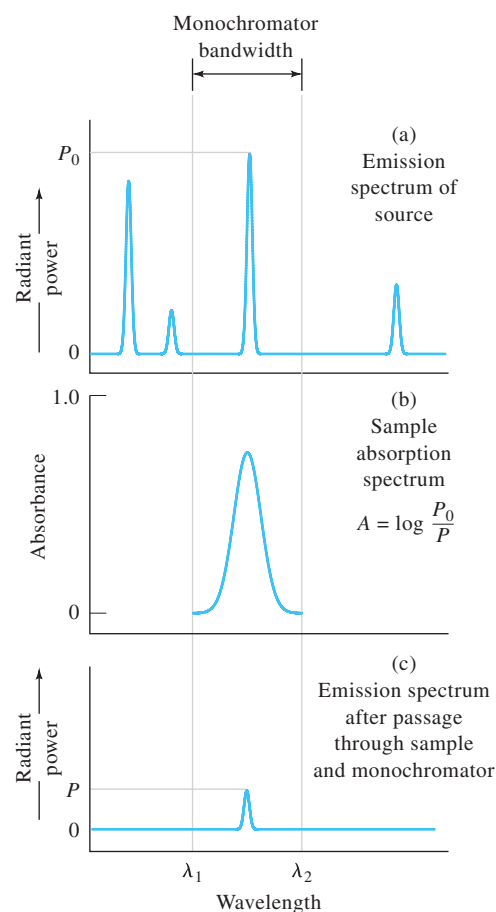 Monochromator
bandwidth
(a)
Emission
spectrum of
source
P₀
Radiant
power
0
1.0
(b)
Sample
absorption
spectrum
A = log P₀/P
Absorbance
0
(c)
Emission spectrum
after passage
through sample
and monochromator
Radiant
power
P
0
λ₁ λ₂
Wavelength